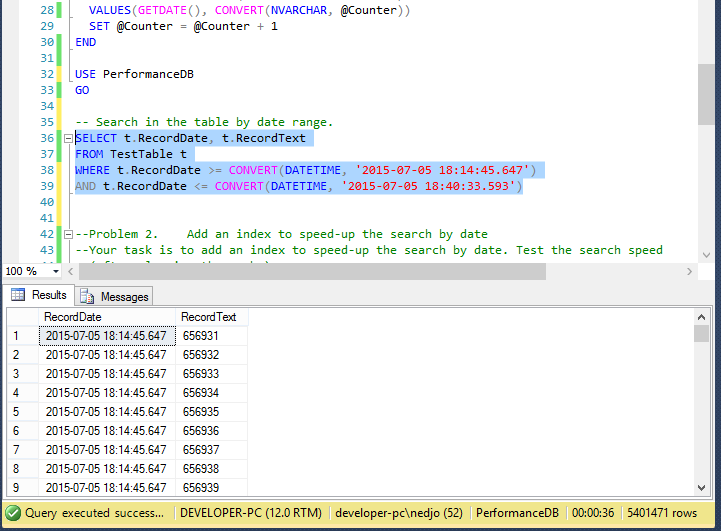 28 VALUES(GETDATE(), CONVERT(NVARCHAR, @Counter))
29 SET @Counter = @Counter + 1
30 END
31
32 USE PerformanceDB
33 GO
34
35 -- Search in the table by date range.
36 SELECT t.RecordDate, t.RecordText
37 FROM TestTable t
38 WHERE t.RecordDate >= CONVERT(DATETIME, '2015-07-05 18:14:45.647')
39 AND t.RecordDate <= CONVERT(DATETIME, '2015-07-05 18:40:33.593')
40
41
42 --Problem 2. Add an index to speed-up the search by date
43 --Your task is to add an index to speed-up the search by date. Test the search speed
100 %
Results Messages
RecordDate RecordText
1 2015-07-05 18:14:45.647 656931
2 2015-07-05 18:14:45.647 656932
3 2015-07-05 18:14:45.647 656933
4 2015-07-05 18:14:45.647 656934
5 2015-07-05 18:14:45.647 656935
6 2015-07-05 18:14:45.647 656936
7 2015-07-05 18:14:45.647 656937
8 2015-07-05 18:14:45.647 656938
9 2015-07-05 18:14:45.647 656939
Query executed success... DEVELOPER-PC (12.0 RTM) developer-pc\nedjo (52) PerformanceDB 00:00:36 5401471 rows